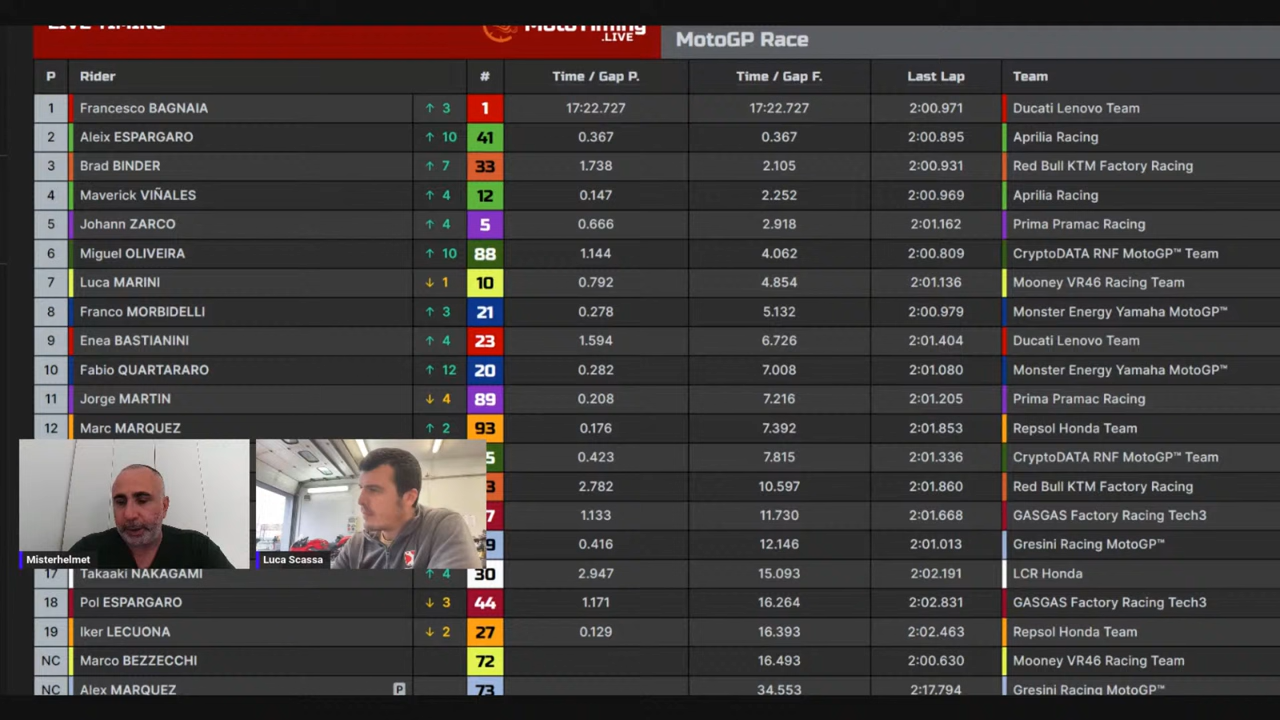 LIVE TIMING
MotoTiming
.LIVE
MotoGP Race
P Rider # Time / Gap P. Time / Gap F. Last Lap Team
1 Francesco BAGNAIA ↑ 3 1 17:22.727 17:22.727 2:00.971 Ducati Lenovo Team
2 Aleix ESPARGARO ↑ 10 41 0.367 0.367 2:00.895 Aprilia Racing
3 Brad BINDER ↑ 7 33 1.738 2.105 2:00.931 Red Bull KTM Factory Racing
4 Maverick VIÑALES ↑ 4 12 0.147 2.252 2:00.969 Aprilia Racing
5 Johann ZARCO ↑ 4 5 0.666 2.918 2:01.162 Prima Pramac Racing
6 Miguel OLIVEIRA ↑ 10 88 1.144 4.062 2:00.809 CryptoDATA RNF MotoGP™ Team
7 Luca MARINI ↓ 1 10 0.792 4.854 2:01.136 Mooney VR46 Racing Team
8 Franco MORBIDELLI ↑ 3 21 0.278 5.132 2:00.979 Monster Energy Yamaha MotoGP™
9 Enea BASTIANINI ↑ 4 23 1.594 6.726 2:01.404 Ducati Lenovo Team
10 Fabio QUARTARARO ↑ 12 20 0.282 7.008 2:01.080 Monster Energy Yamaha MotoGP™
11 Jorge MARTIN ↓ 4 89 0.208 7.216 2:01.205 Prima Pramac Racing
12 Marc MARQUEZ ↑ 2 93 0.176 7.392 2:01.853 Repsol Honda Team
5 0.423 7.815 2:01.336 CryptoDATA RNF MotoGP™ Team
3 2.782 10.597 2:01.860 Red Bull KTM Factory Racing
7 1.133 11.730 2:01.668 GASGAS Factory Racing Tech3
9 0.416 12.146 2:01.013 Gresini Racing MotoGP™
Misterhelmet
Luca Scassa
17 Takaaki NAKAGAMI ↑ 4 30 2.947 15.093 2:02.191 LCR Honda
18 Pol ESPARGARO ↓ 3 44 1.171 16.264 2:02.831 GASGAS Factory Racing Tech3
19 Iker LECUONA ↓ 2 27 0.129 16.393 2:02.463 Repsol Honda Team
NC Marco BEZZECCHI 72 16.493 2:00.630 Mooney VR46 Racing Team
NC Alex MARQUEZ P 73 34.553 2:17.794 Gresini Racing MotoGP™